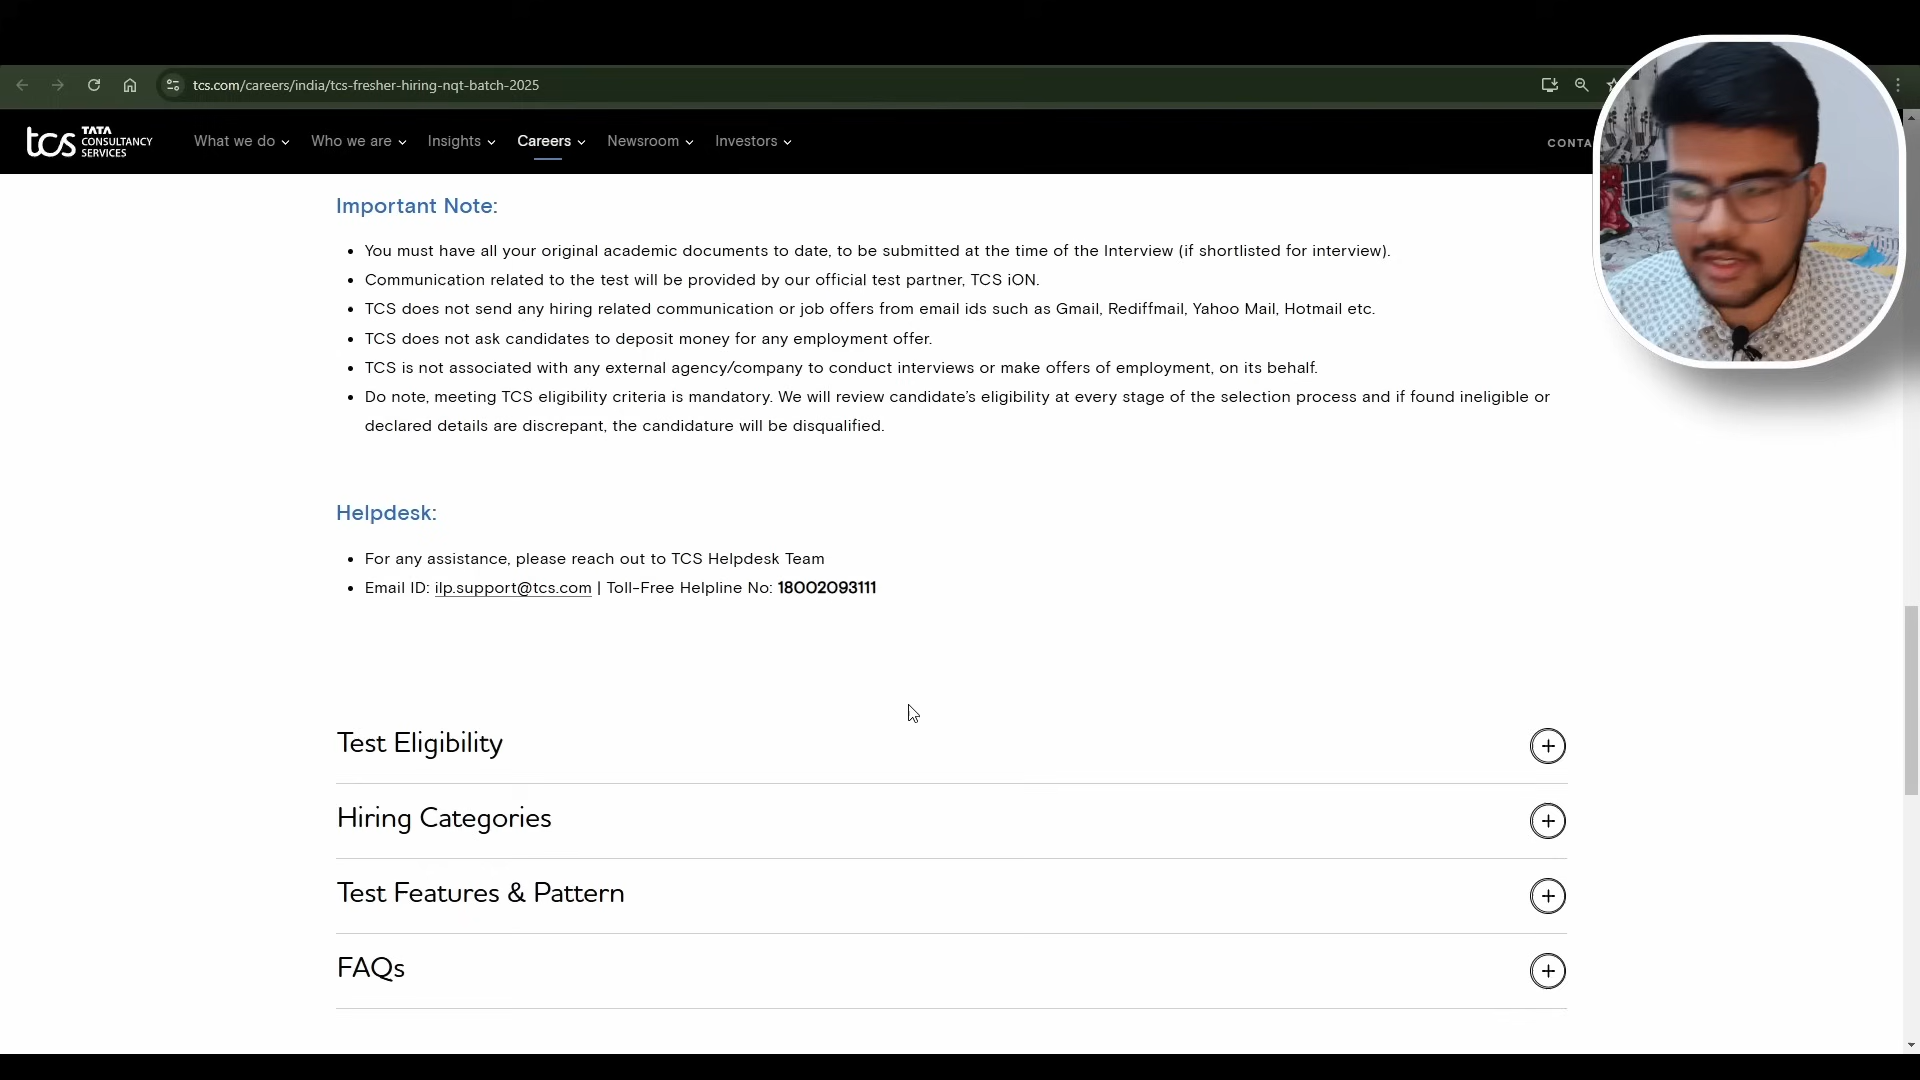 tcs.com/careers/india/tcs-fresher-hiring-nqt-batch-2025
tcs TATA CONSULTANCY SERVICES
What we do Who we are Insights Careers Newsroom Investors
Important Note:
• You must have all your original academic documents to date, to be submitted at the time of the Interview (if shortlisted for interview).
• Communication related to the test will be provided by our official test partner, TCS iON.
• TCS does not send any hiring related communication or job offers from email ids such as Gmail, Rediffmail, Yahoo Mail, Hotmail etc.
• TCS does not ask candidates to deposit money for any employment offer.
• TCS is not associated with any external agency/company to conduct interviews or make offers of employment, on its behalf.
• Do note, meeting TCS eligibility criteria is mandatory. We will review candidate’s eligibility at every stage of the selection process and if found ineligible or
declared details are discrepant, the candidature will be disqualified.
Helpdesk:
• For any assistance, please reach out to TCS Helpdesk Team
• Email ID: ilp.support@tcs.com | Toll-Free Helpline No: 18002093111
Test Eligibility
Hiring Categories
Test Features & Pattern
FAQs